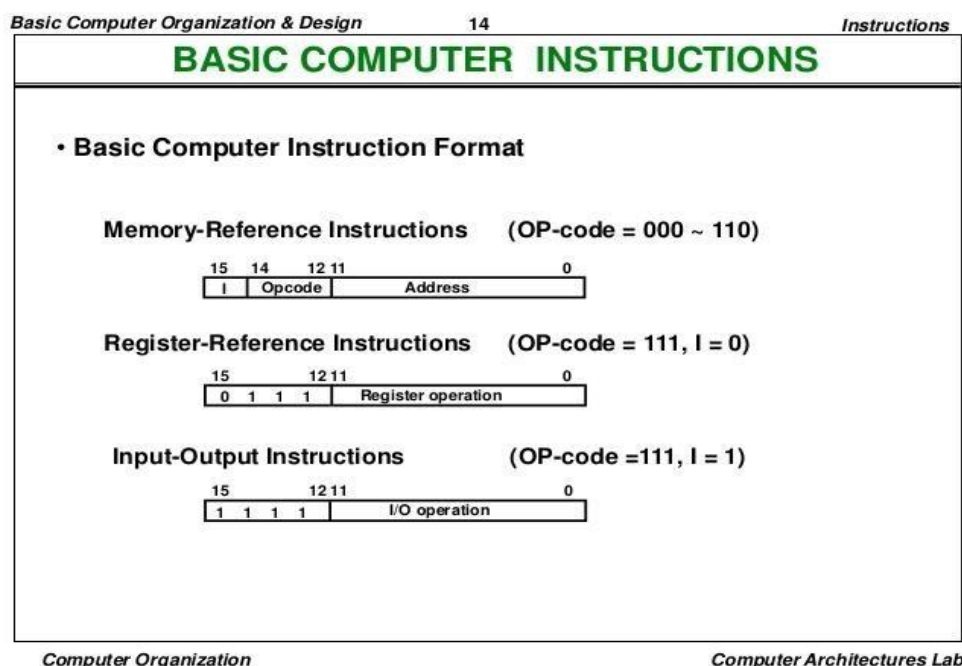 Basic Computer Organization & Design 14 Instructions
BASIC COMPUTER INSTRUCTIONS
• Basic Computer Instruction Format
Memory-Reference Instructions (OP-code = 000 ~ 110)
15 14 12 11 0
I Opcode Address
Register-Reference Instructions (OP-code = 111, I = 0)
15 12 11 0
0 1 1 1 Register operation
Input-Output Instructions (OP-code =111, I = 1)
15 12 11 0
1 1 1 1 I/O operation
Computer Organization Computer Architectures Lab